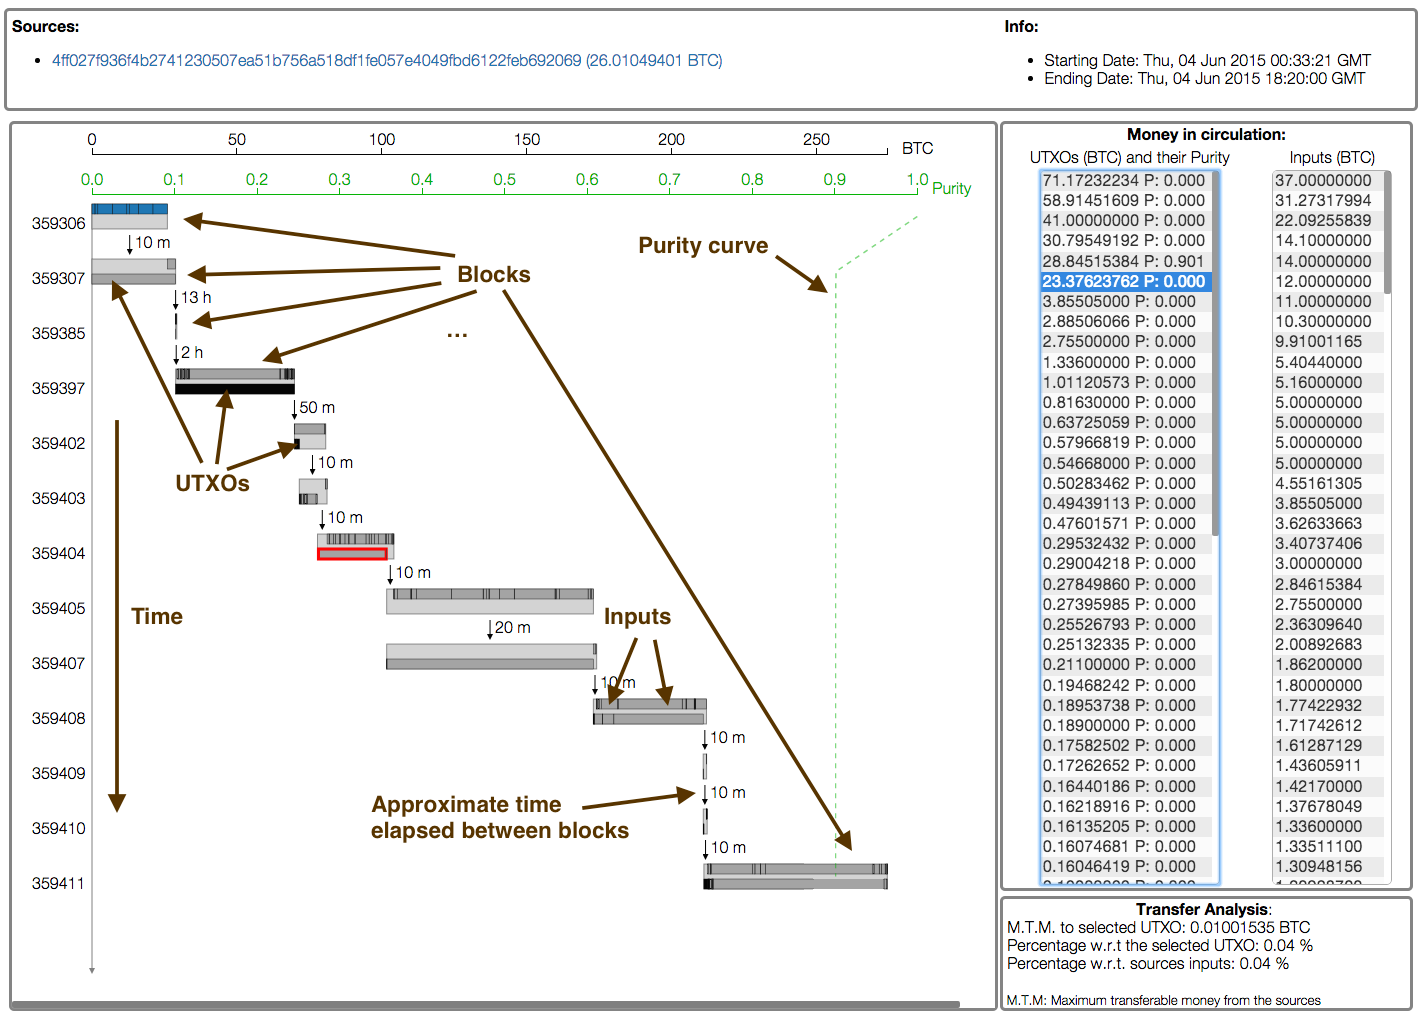 Sources:
• 4ff027f936f4b2741230507ea51b756a518df1fe057e4049fbd6122feb692069 (26.01049401 BTC)
Info:
• Starting Date: Thu, 04 Jun 2015 00:33:21 GMT
• Ending Date: Thu, 04 Jun 2015 18:20:00 GMT
0 50 100 150 200 250 BTC
0.0 0.1 0.2 0.3 0.4 0.5 0.6 0.7 0.8 0.9 1.0 Purity
359306
10 m
Purity curve
Blocks
359307
13 h
359385
...
2 h
359397
50 m
359402
10 m
UTXOs
359403
10 m
359404
10 m
359405
Time
Inputs
20 m
359407
10 m
359408
10 m
359409
10 m
Approximate time
elapsed between blocks
359410
10 m
359411
Money in circulation:
UTXOs (BTC) and their Purity
71.17232234 P: 0.000
58.91451609 P: 0.000
41.00000000 P: 0.000
30.79549192 P: 0.000
28.84515384 P: 0.901
23.37623762 P: 0.000
3.85505000 P: 0.000
2.88506066 P: 0.000
2.75500000 P: 0.000
1.33600000 P: 0.000
1.01120573 P: 0.000
0.81630000 P: 0.000
0.63725059 P: 0.000
0.57966819 P: 0.000
0.54668000 P: 0.000
0.50283462 P: 0.000
0.49439113 P: 0.000
0.47601571 P: 0.000
0.29532432 P: 0.000
0.29004218 P: 0.000
0.27849860 P: 0.000
0.27395985 P: 0.000
0.25526793 P: 0.000
0.25132335 P: 0.000
0.21100000 P: 0.000
0.19468242 P: 0.000
0.18953738 P: 0.000
0.18900000 P: 0.000
0.17582502 P: 0.000
0.17262652 P: 0.000
0.16440186 P: 0.000
0.16218916 P: 0.000
0.16135205 P: 0.000
0.16074681 P: 0.000
0.16046419 P: 0.000
Inputs (BTC)
37.00000000
31.27317994
22.09255839
14.10000000
14.00000000
12.00000000
11.00000000
10.30000000
9.91001165
5.40440000
5.16000000
5.00000000
5.00000000
5.00000000
5.00000000
4.55161305
3.85505000
3.62633663
3.40737406
3.00000000
2.84615384
2.75500000
2.36309640
2.00892683
1.86200000
1.80000000
1.77422932
1.71742612
1.61287129
1.43605911
1.42170000
1.37678049
1.33600000
1.33511100
1.30948156
Transfer Analysis:
M.T.M. to selected UTXO: 0.01001535 BTC
Percentage w.r.t the selected UTXO: 0.04 %
Percentage w.r.t. sources inputs: 0.04 %
M.T.M: Maximum transferable money from the sources